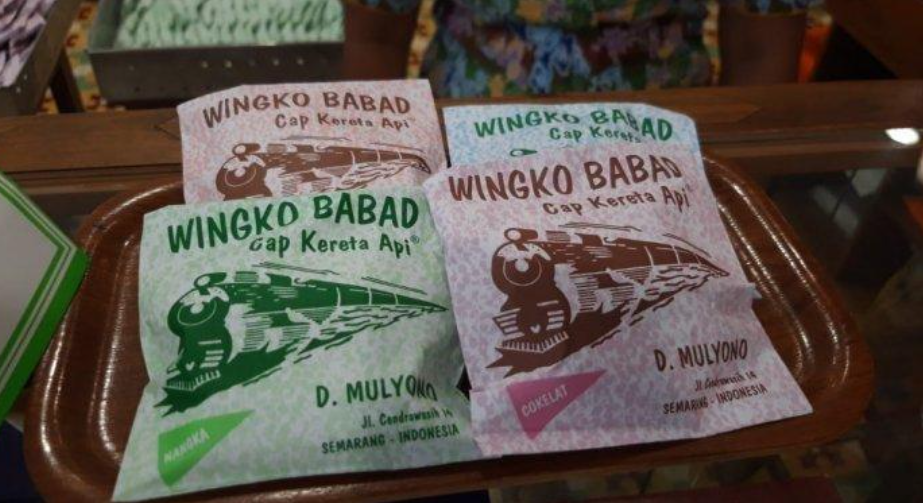 WINGKO BABAD
Cap Kereta Api
WINGKO BABAD
Cap Kereta
WINGKO BABAD
Cap Kereta Api®
D. MULYONO
Jl. Cendrawasih 14
SEMARANG - INDONESIA
NANGKA
WINGKO BABAD
Cap Kereta Api
D. MULYONO
Jl. Cendrawasih 14
SEMARANG - INDONESIA
COKELAT